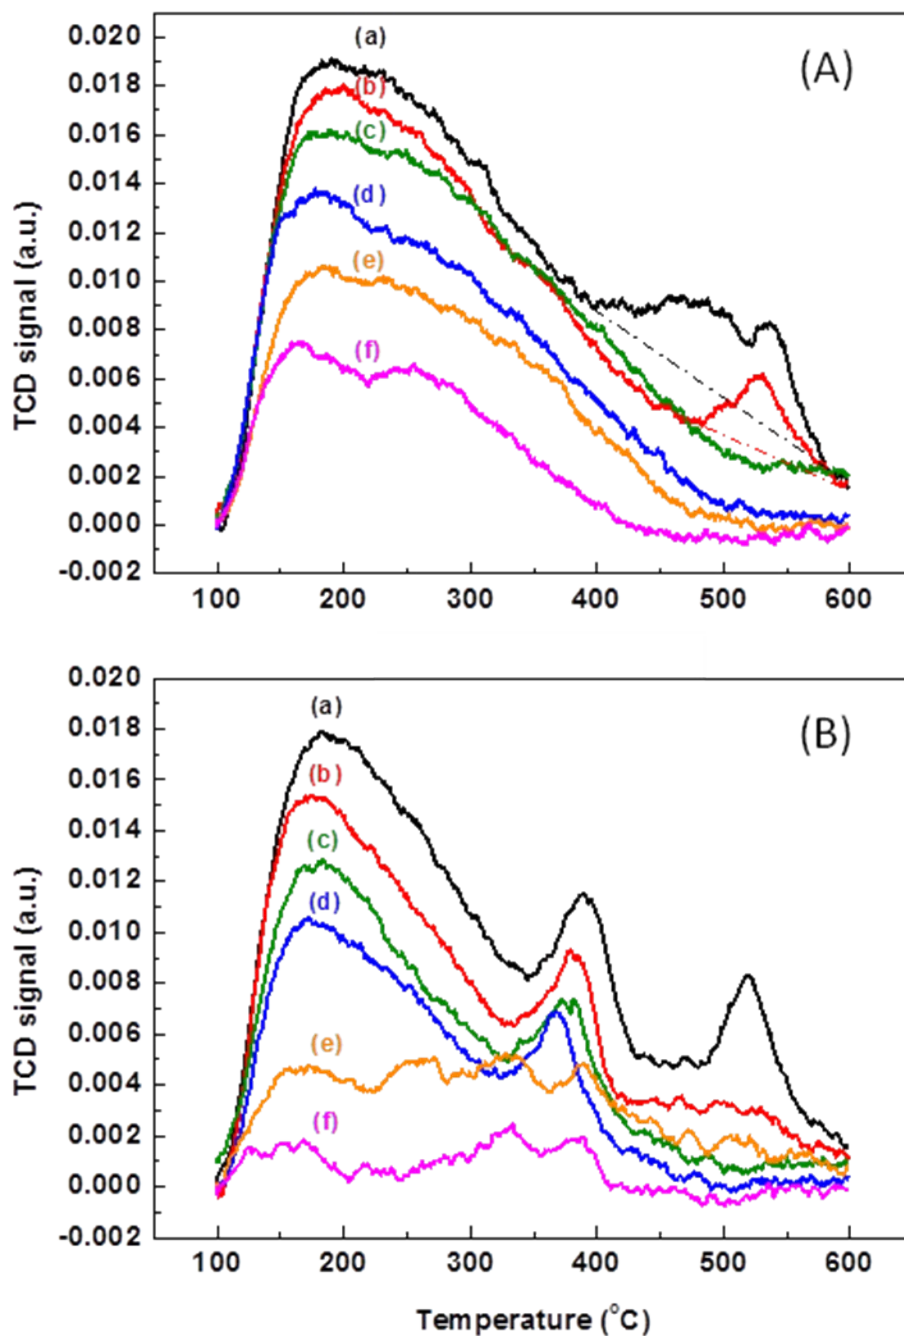 0.020
(a)
(A)
0.018
(b)
0.016
(c)
0.014
(d)
0.012
0.010
(e)
0.008
(f)
0.006
0.004
0.002
0.000
-0.002
TCD signal (a.u.)
100 200 300 400 500 600
0.020
(a)
(B)
0.018
(b)
0.016
0.014
(c)
0.012
(d)
0.010
0.008
0.006
(e)
0.004
0.002
(f)
0.000
-0.002
TCD signal (a.u.)
100 200 300 400 500 600
Temperature (°C)